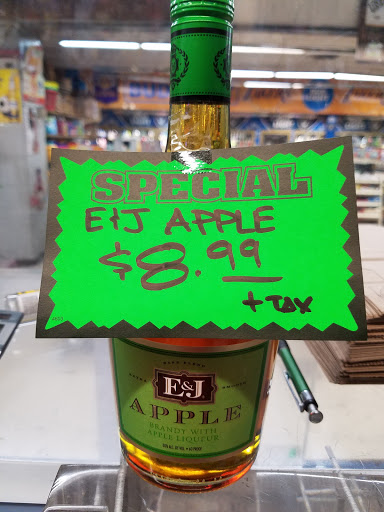 SPECIAL
E&J APPLE
$8.99
+ TAX
E&J
APPLE
BRANDY WITH
APPLE LIQUEUR